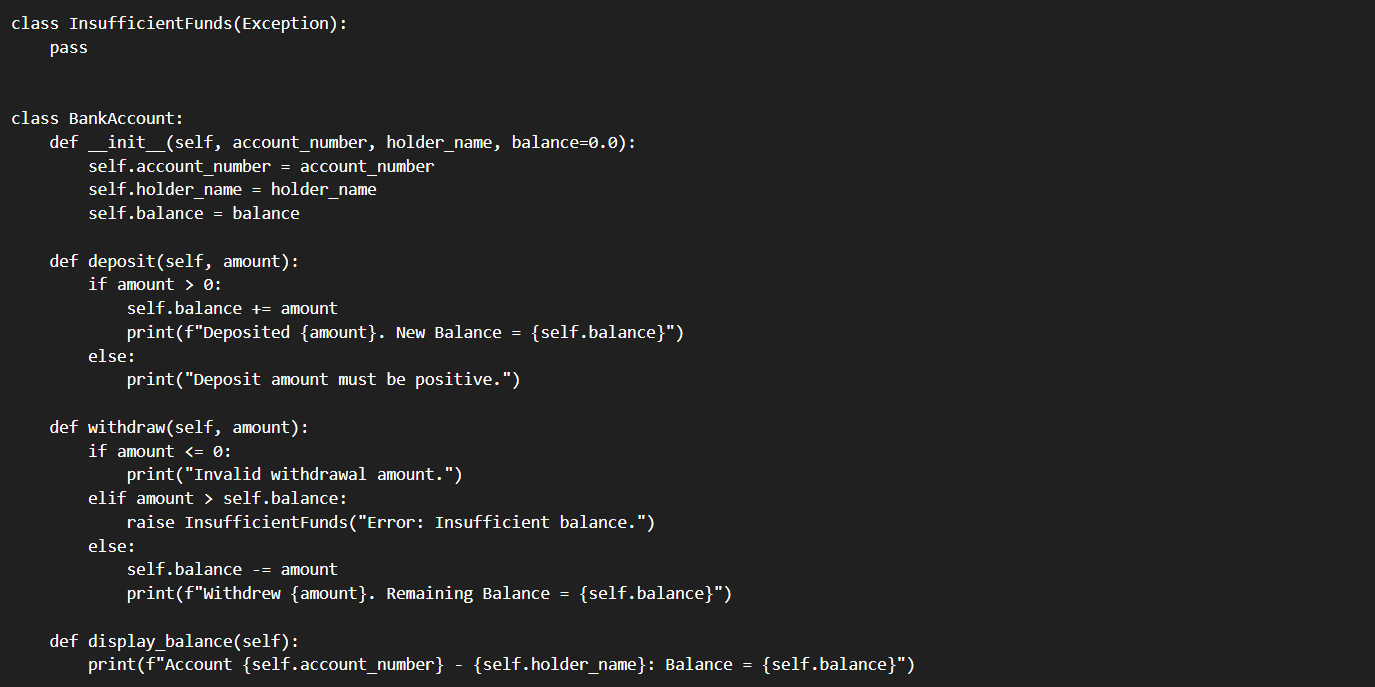 class InsufficientFunds(Exception):
    pass
class BankAccount:
    def __init__(self, account_number, holder_name, balance=0.0):
        self.account_number = account_number
        self.holder_name = holder_name
        self.balance = balance
    def deposit(self, amount):
        if amount > 0:
            self.balance += amount
            print(f"Deposited {amount}. New Balance = {self.balance}")
        else:
            print("Deposit amount must be positive.")
    def withdraw(self, amount):
        if amount <= 0:
            print("Invalid withdrawal amount.")
        elif amount > self.balance:
            raise InsufficientFunds("Error: Insufficient balance.")
        else:
            self.balance -= amount
            print(f"Withdrew {amount}. Remaining Balance = {self.balance}")
    def display_balance(self):
        print(f"Account {self.account_number} - {self.holder_name}: Balance = {self.balance}")